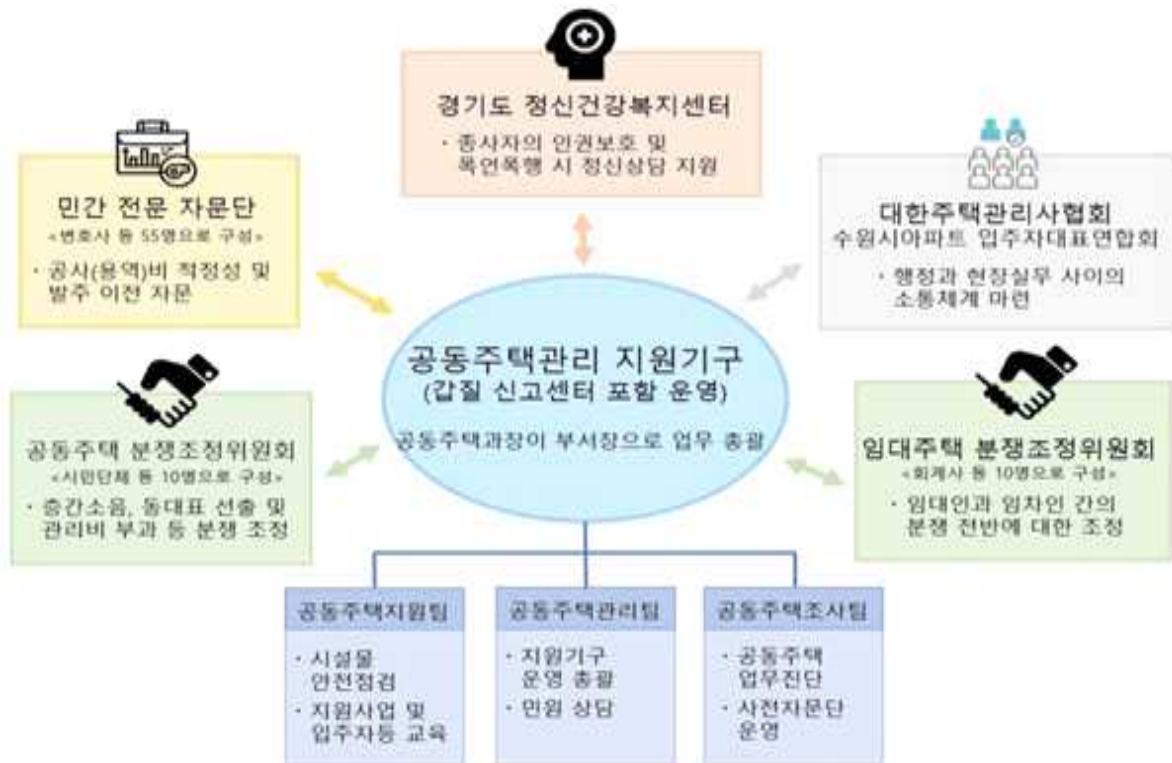 경기도 정신건강복지센터
· 종사자의 인권보호 및
폭언폭행 시 정신상담 지원
민간 전문 자문단
<변호사 등 55명으로 구성>
· 공사(용역)비 적정성 및
발주 이전 자문
대한주택관리사협회
수원시아파트 입주자대표연합회
· 행정과 현장실무 사이의
소통체계 마련
공동주택관리 지원기구
(갑질 신고센터 포함 운영)
공동주택과장이 부서장으로 업무 총괄
공동주택 분쟁조정위원회
<시민단체 등 10명으로 구성>
· 층간소음, 동대표 선출 및
관리비 부과 등 분쟁 조정
임대주택 분쟁조정위원회
<회계사 등 10명으로 구성>
· 임대인과 임차인 간의
분쟁 전반에 대한 조정
공동주택지원팀
· 시설물
안전점검
· 지원사업 및
입주자등 교육
공동주택관리팀
· 지원기구
운영 총괄
· 민원 상담
공동주택조사팀
· 공동주택
업무진단
· 사전자문단
운영